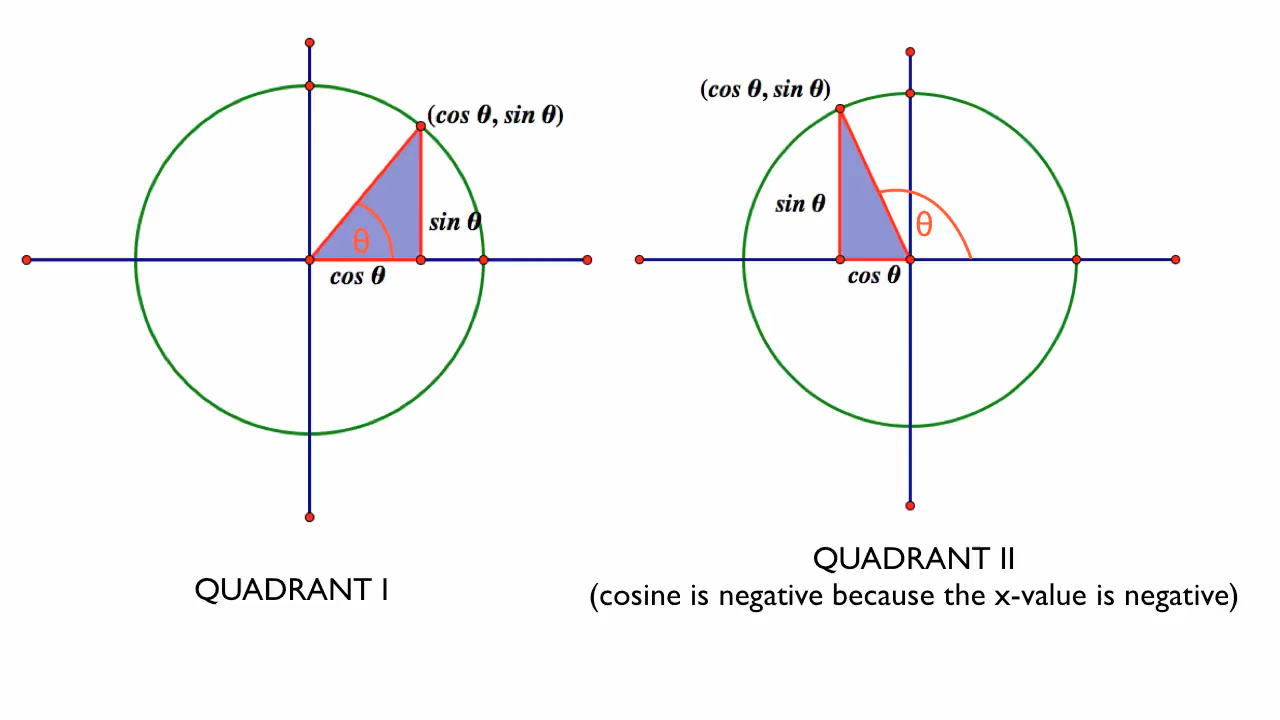 (cos θ, sin θ)
sin θ
θ
cos θ
QUADRANT I
(cos θ, sin θ)
sin θ
θ
cos θ
QUADRANT II
(cosine is negative because the x-value is negative)